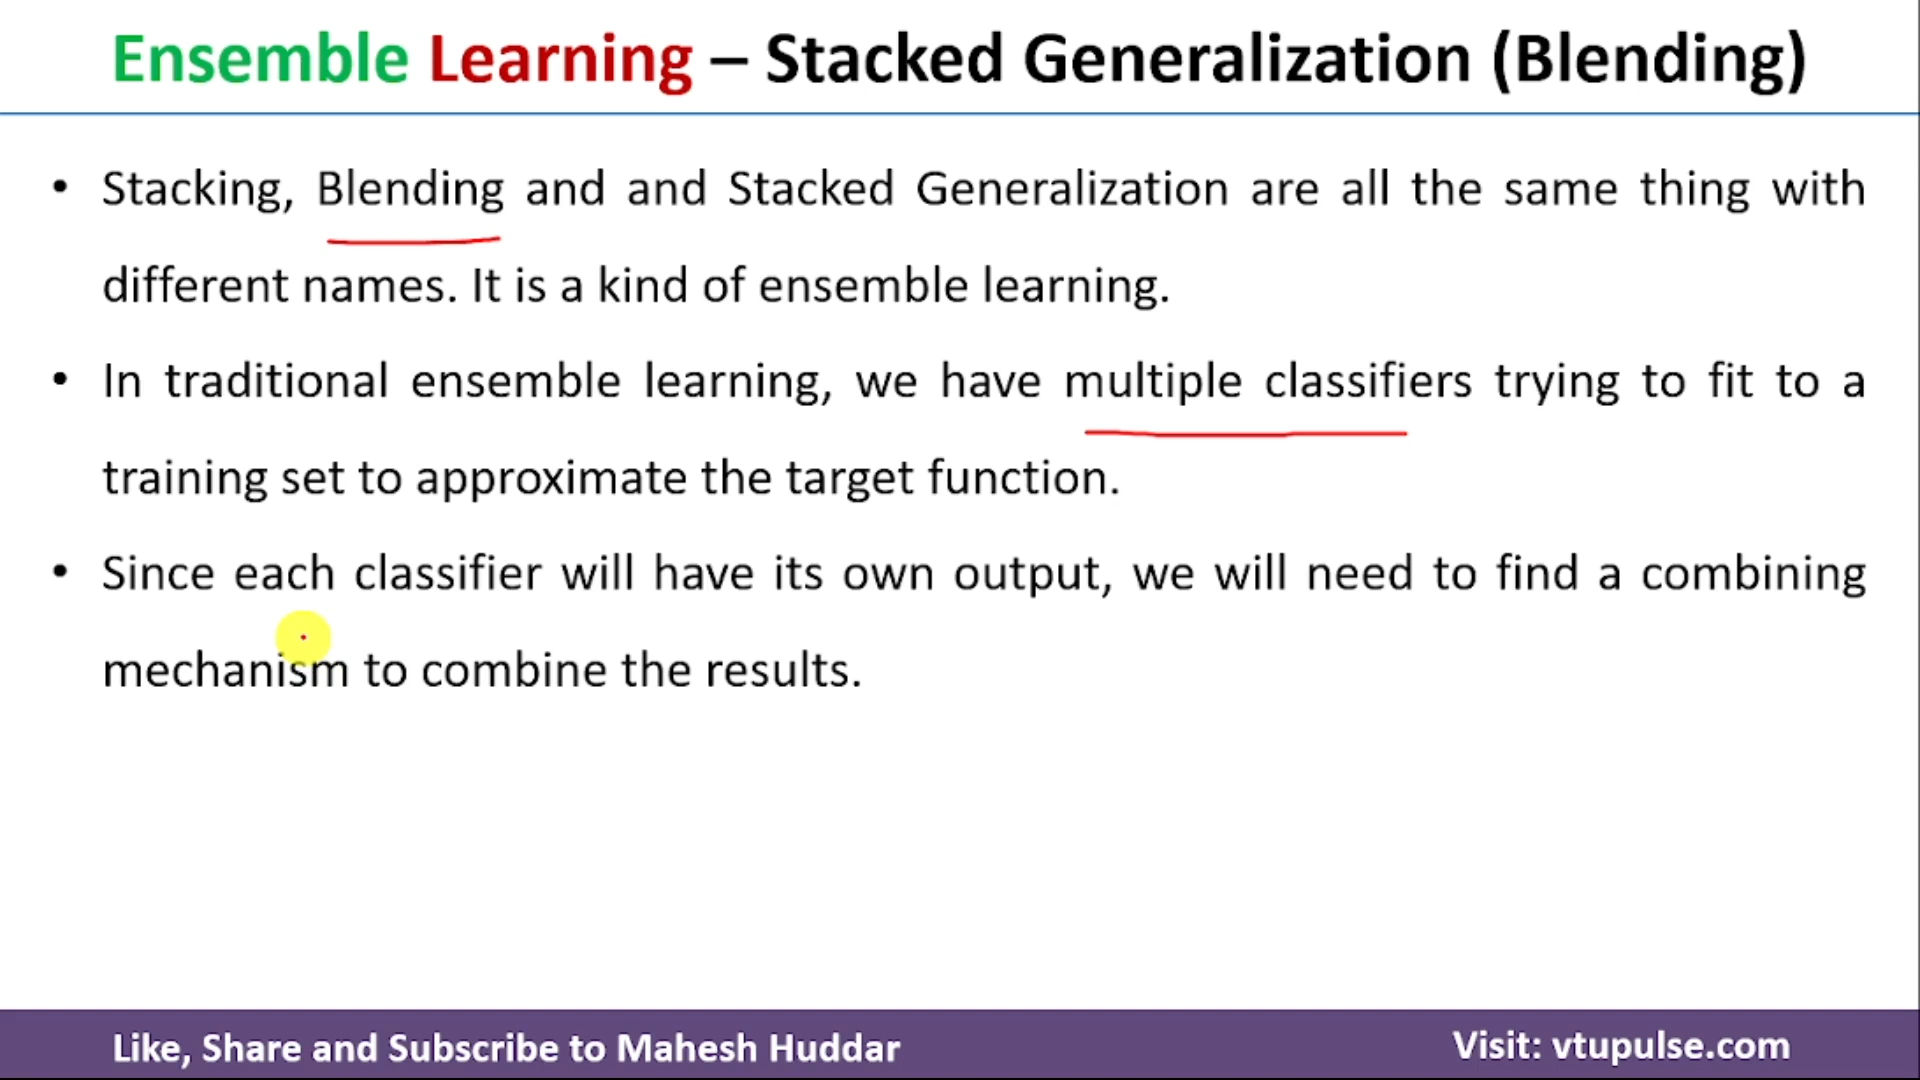 Ensemble Learning – Stacked Generalization (Blending)
• Stacking, Blending and and Stacked Generalization are all the same thing with
different names. It is a kind of ensemble learning.
• In traditional ensemble learning, we have multiple classifiers trying to fit to a
training set to approximate the target function.
• Since each classifier will have its own output, we will need to find a combining
mechanism to combine the results.
Like, Share and Subscribe to Mahesh Huddar
Visit: vtupulse.com